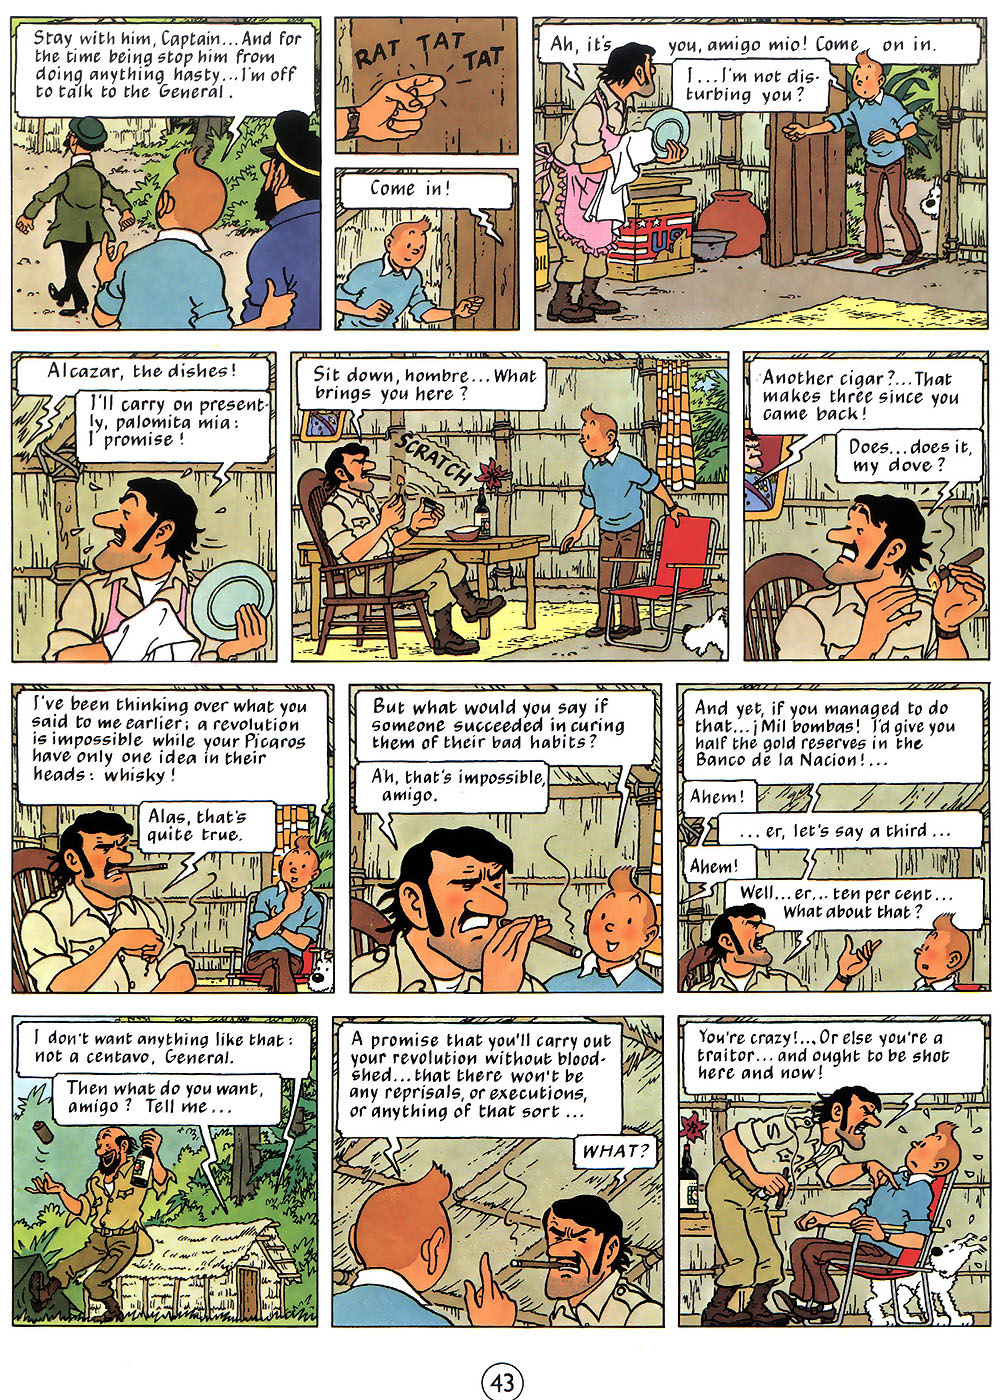 Stay with him, Captain... And for
the time being stop him from
doing anything hasty... I'm off
to talk to the General.
RAT TAT
TAT
Come in!
Ah, it's you, amigo mio! Come on in.
I... I'm not dis-
turbing you?
US
Alcazar, the dishes!
I'll carry on present-
ly, palomita mia:
I promise!
Sit down, hombre... What
brings you here?
SCRATCH
Another cigar?... That
makes three since you
came back!
Does... does it,
my dove?
I've been thinking over what you
said to me earlier; a revolution
is impossible while your Picaros
have only one idea in their
heads: whisky!
Alas, that's
quite true.
But what would you say if
someone succeeded in curing
them of their bad habits?
Ah, that's impossible,
amigo.
And yet, if you managed to do
that... ¡Mil bombas! I'd give you
half the gold reserves in the
Banco de la Nacion!...
Ahem!
... er, let's say a third ...
Ahem!
Well... er... ten per cent...
What about that?
I don't want anything like that:
not a centavo, General.
Then what do you want,
amigo? Tell me...
A promise that you'll carry out
your revolution without blood-
shed... that there won't be
any reprisals, or executions,
or anything of that sort ...
WHAT?
You're crazy!... Or else you're a
traitor... and ought to be shot
here and now!
43